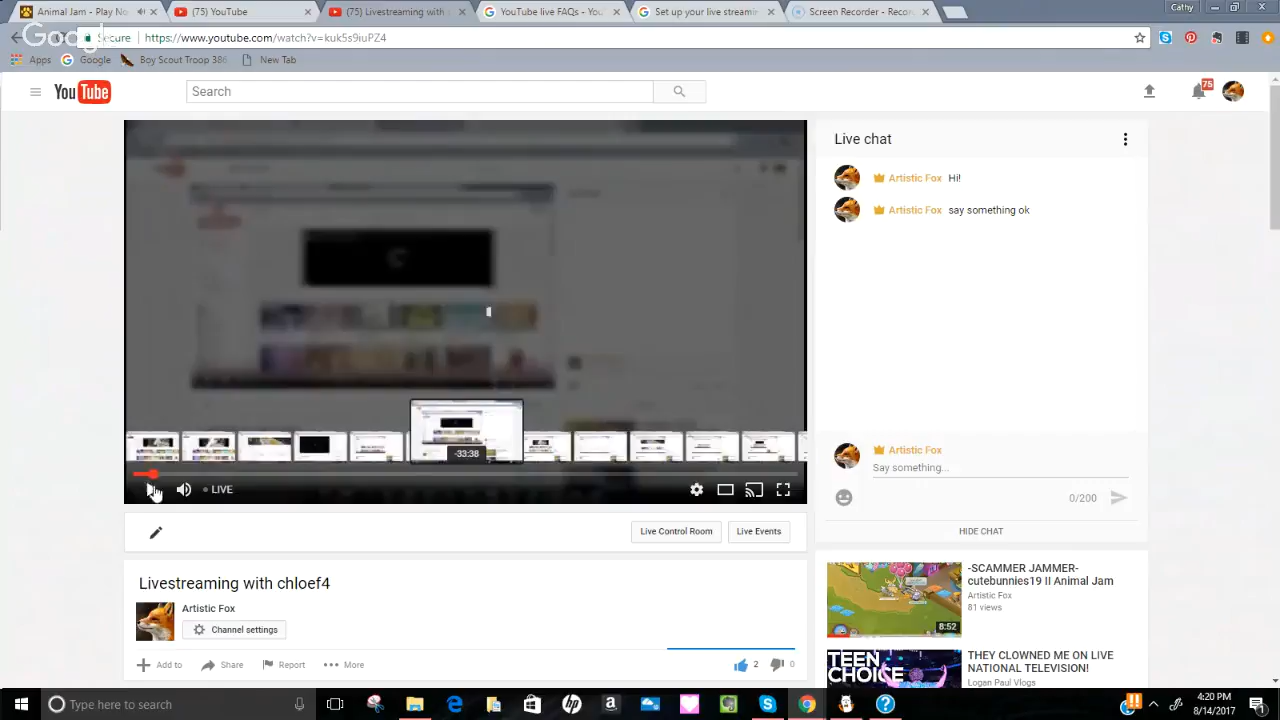 Animal Jam - Play No
(75) YouTube
(75) Livestreaming with
YouTube live FAQs - You
Set up your live streamin
Screen Recorder - Recor
Cathy
Google
Secure
https://www.youtube.com/watch?v=kuk5s9iuPZ4
Apps
Google
Boy Scout Troop 386
New Tab
YouTube
Search
75
Live chat
Artistic Fox Hi!
Artistic Fox say something ok
-33:38
LIVE
Artistic Fox
Say something...
0/200
HIDE CHAT
Live Control Room
Live Events
Livestreaming with chloef4
Artistic Fox
Channel settings
Add to
Share
Report
More
2
0
-SCAMMER JAMMER-
cutebunnies19 II Animal Jam
Artistic Fox
81 views
8:52
TEEN
CHOICE
THEY CLOWNED ME ON LIVE
NATIONAL TELEVISION!
Logan Paul Vlogs
Type here to search
4:20 PM
8/14/2017